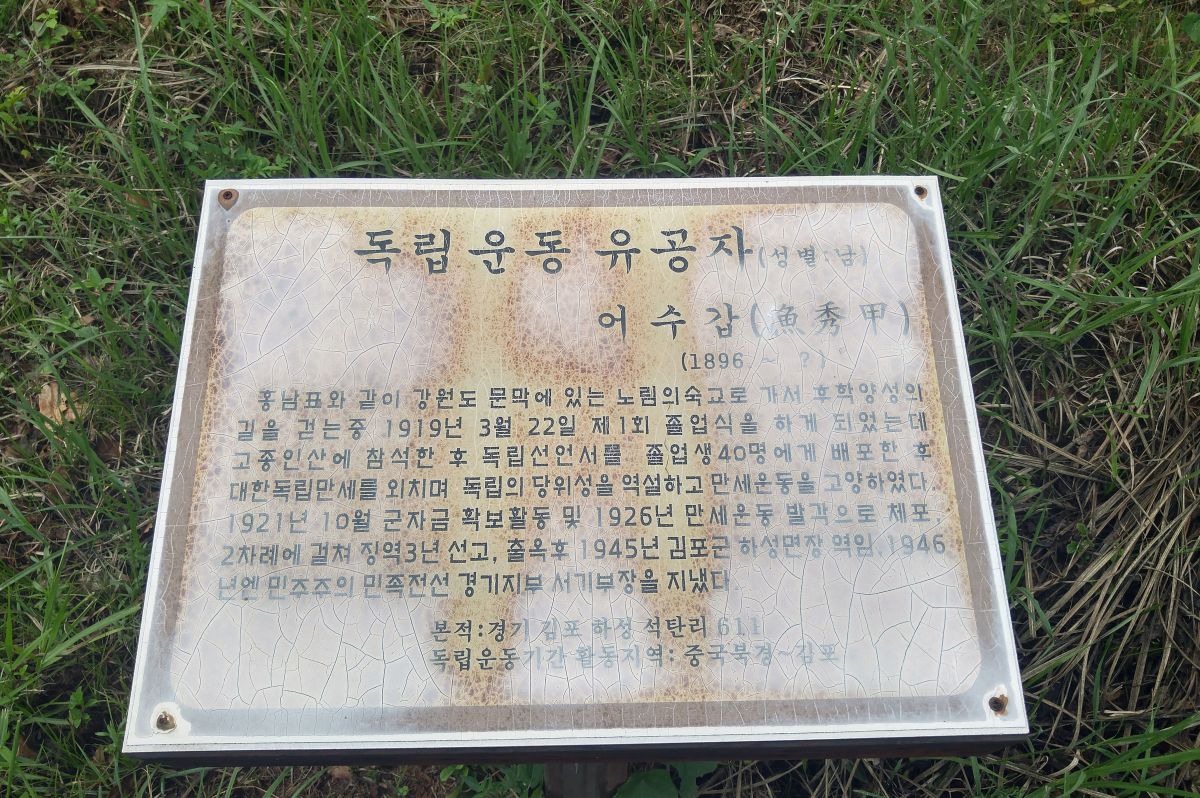 독립운동 유공자(성별:남)
어수갑(漁秀甲)
(1896 ~ ?)
홍남표와 같이 강원도 문막에 있는 노림의숙교로 가서 후학양성의
길을 걷는중 1919년 3월 22일 제1회 졸업식을 하게 되었는데
고종인산에 참석한 후 독립선언서를 졸업생40명에게 배포한 후
대한독립만세를 외치며 독립의 당위성을 역설하고 만세운동을 고양하였다.
1921년 10월 군자금 확보활동 및 1926년 만세운동 발각으로 체포,
2차례에 걸쳐 징역3년 선고, 출옥후 1945년 김포군 하성면장 역임, 1946
년엔 민주주의 민족전선 경기지부 서기부장을 지냈다.
본적:경기 김포 하성 석탄리 611
독립운동기간 활동지역: 중국북경~김포